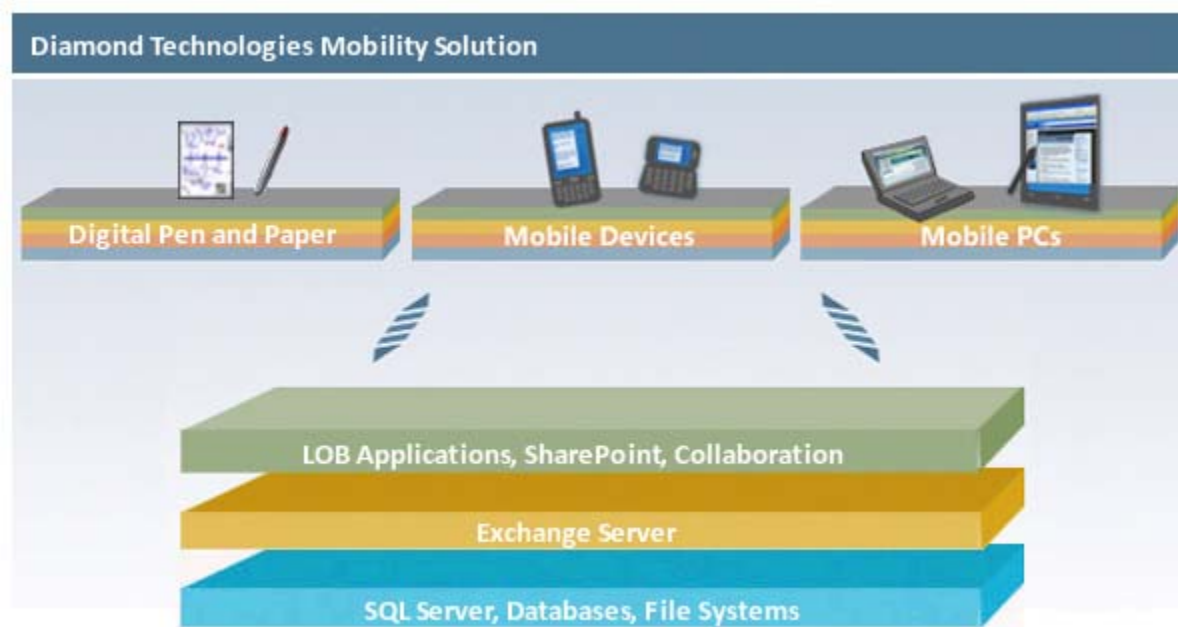 Diamond Technologies Mobility Solution
Digital Pen and Paper
Mobile Devices
Mobile PCs
LOB Applications, SharePoint, Collaboration
Exchange Server
SQL Server, Databases, File Systems